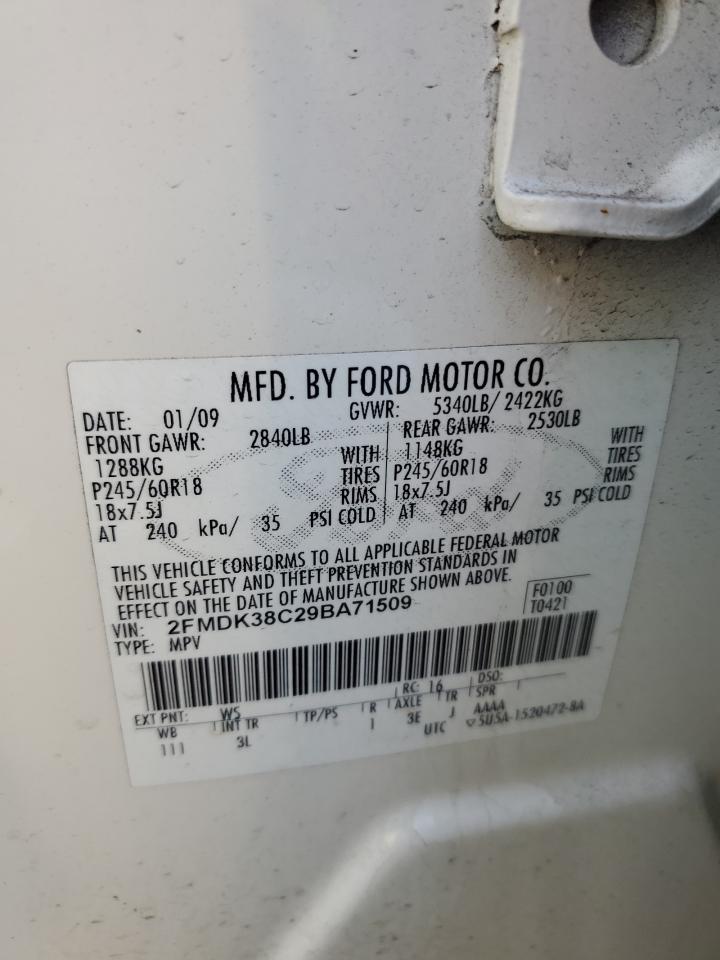 MFD. BY FORD MOTOR CO.
DATE: 01/09 GVWR: 5340LB/ 2422KG
FRONT GAWR: 2840LB REAR GAWR: 2530LB
1288KG WITH 1148KG WITH
P245/60R18 TIRES P245/60R18 TIRES
18x7.5J RIMS 18x7.5J RIMS
AT 240 kPa/ 35 PSI COLD AT 240 kPa/ 35 PSI COLD
THIS VEHICLE CONFORMS TO ALL APPLICABLE FEDERAL MOTOR
VEHICLE SAFETY AND THEFT PREVENTION STANDARDS IN
EFFECT ON THE DATE OF MANUFACTURE SHOWN ABOVE.
VIN: 2FMDK38C29BA71509 F0100
TYPE: MPV T0421
EXT PNT: WS RC: 16 DSO:
WB INT TR TP/PS R AXLE TR SPR
111 3L I 3E J AAAA
UTC 5U5A-1520472-8A